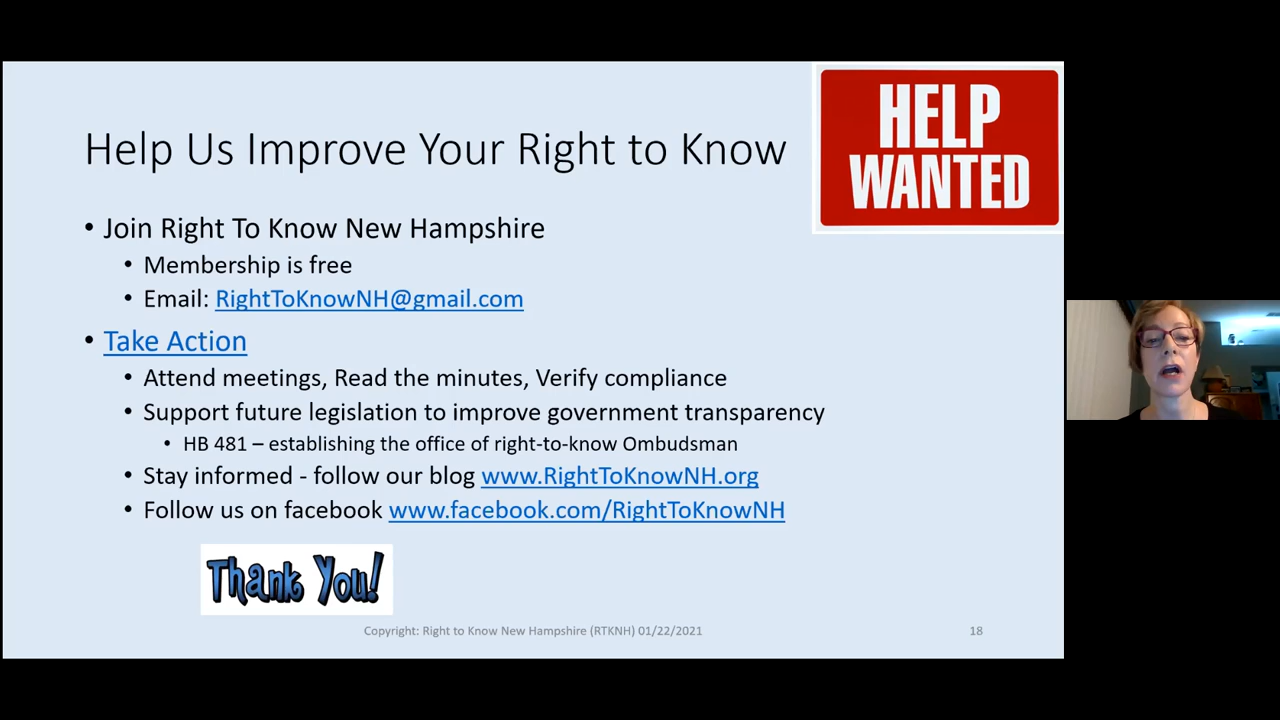 HELP
WANTED
Help Us Improve Your Right to Know
• Join Right To Know New Hampshire
• Membership is free
• Email: RightToKnowNH@gmail.com
• Take Action
• Attend meetings, Read the minutes, Verify compliance
• Support future legislation to improve government transparency
• HB 481 – establishing the office of right-to-know Ombudsman
• Stay informed - follow our blog www.RightToKnowNH.org
• Follow us on facebook www.facebook.com/RightToKnowNH
Thank You!
Copyright: Right to Know New Hampshire (RTKNH) 01/22/2021
18